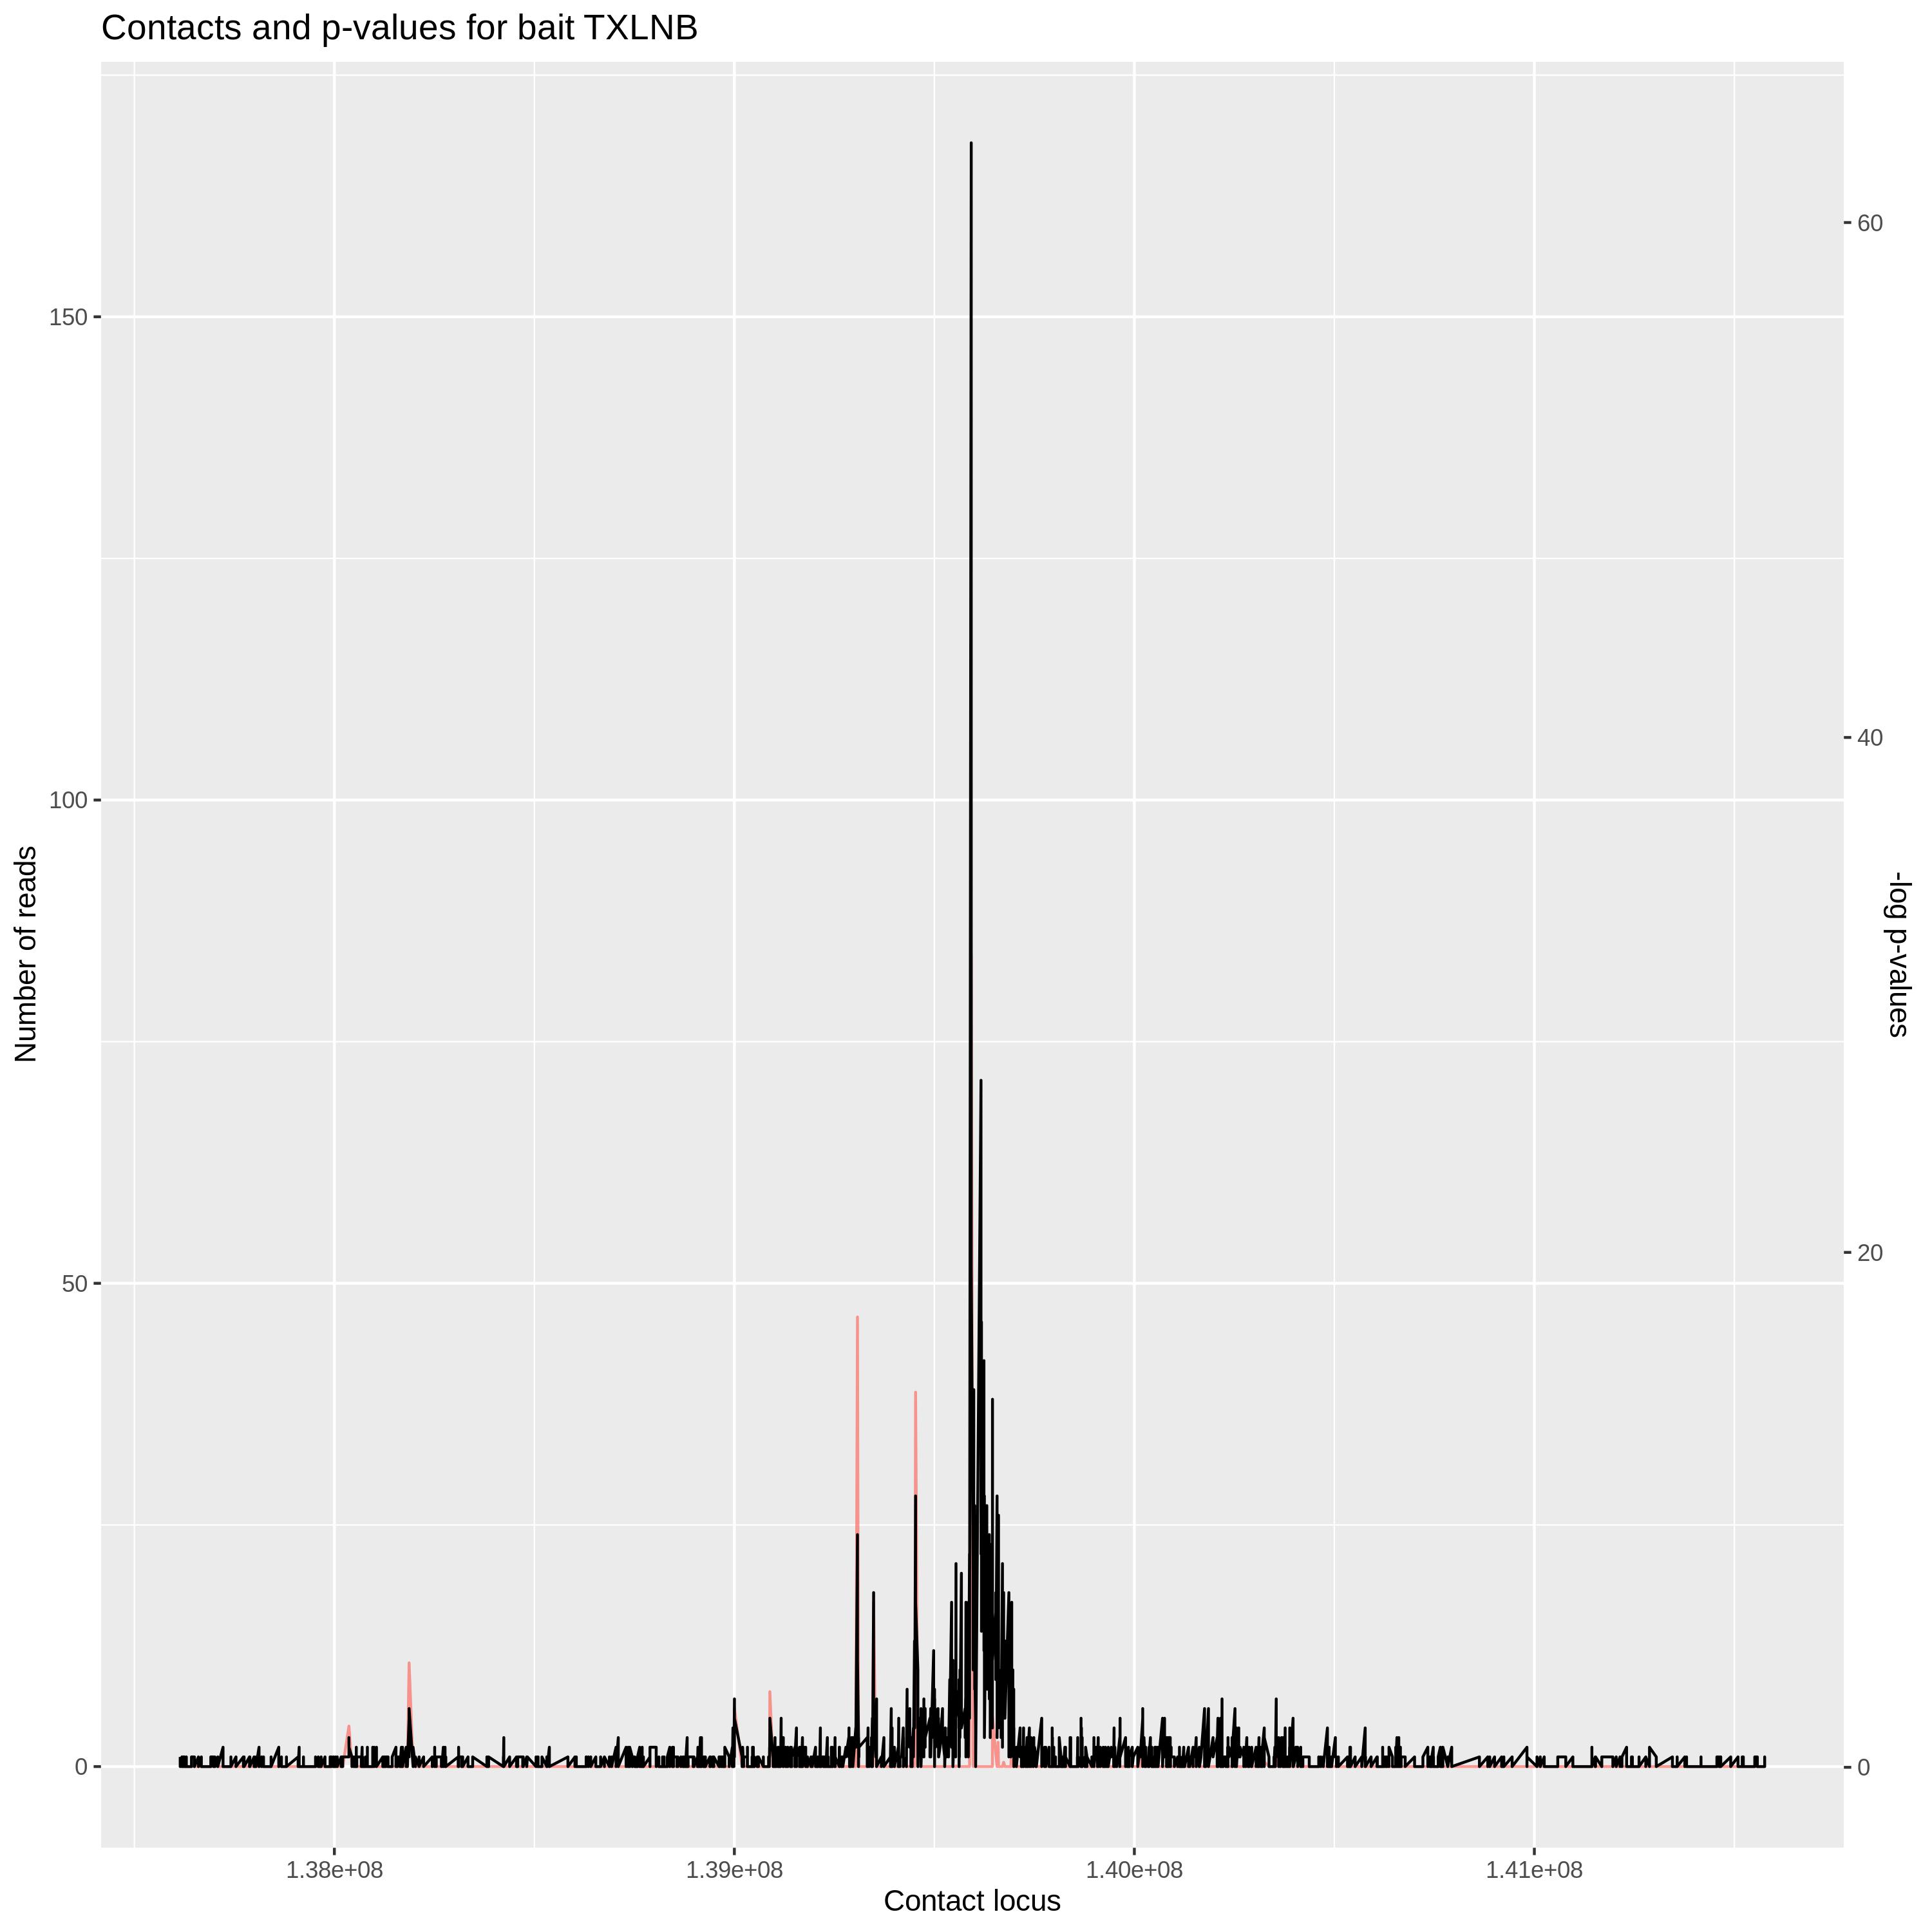 Contacts and p-values for bait TXLNB
Number of reads
150
100
50
0
60
40
20
0
-log p-values
1.38e+08
1.39e+08
1.40e+08
1.41e+08
Contact locus